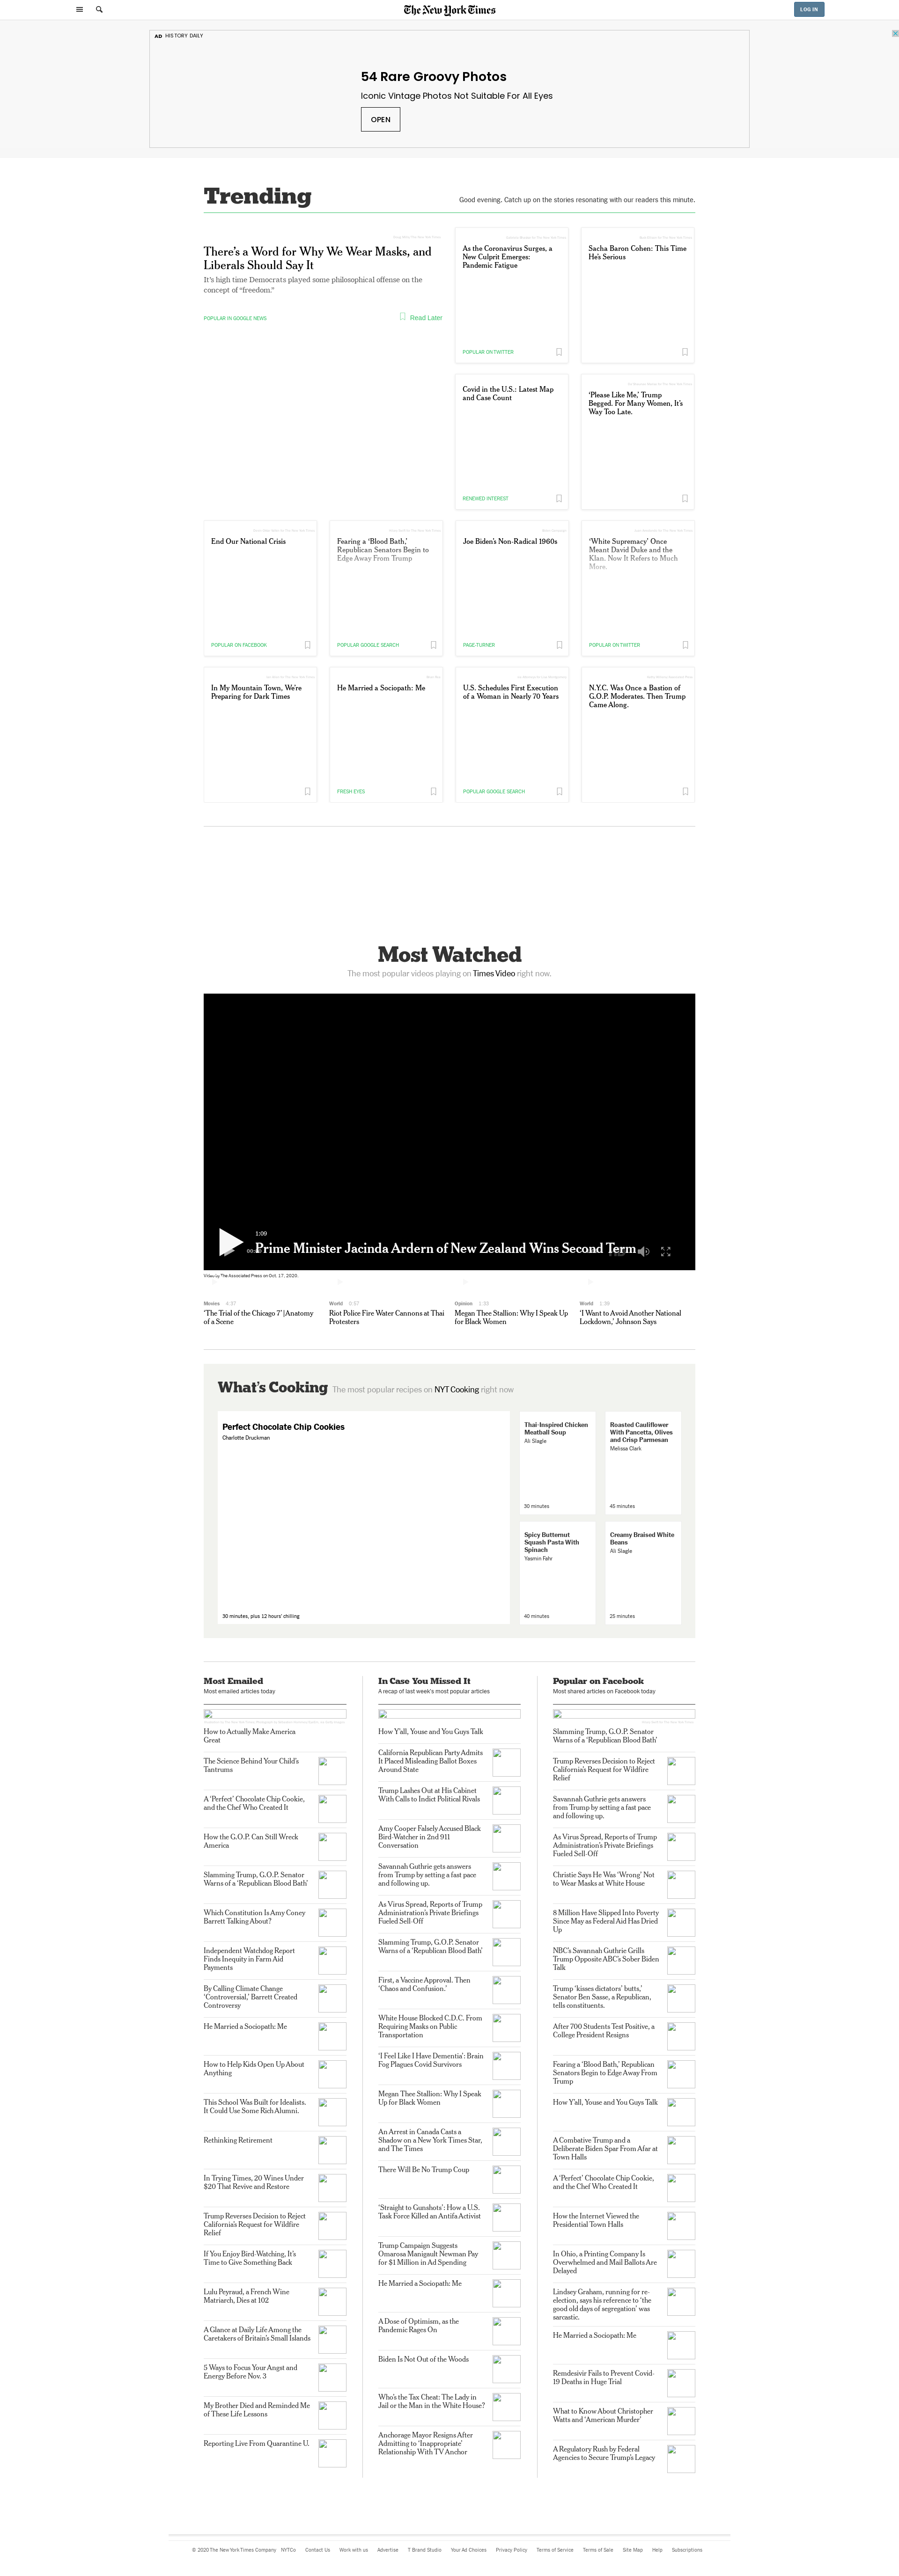 The New York Times
LOG IN
AD HISTORY DAILY
54 Rare Groovy Photos
Iconic Vintage Photos Not Suitable For All Eyes
OPEN
Trending
Good evening. Catch up on the stories resonating with our readers this minute.
There's a Word for Why We Wear Masks, and
Liberals Should Say It
It's high time Democrats played some philosophical offense on the
concept of “freedom.”
POPULAR IN GOOGLE NEWS
Read Later
As the Coronavirus Surges, a
New Culprit Emerges:
Pandemic Fatigue
POPULAR ON TWITTER
Sacha Baron Cohen: This Time
He's Serious
Covid in the U.S.: Latest Map
and Case Count
RENEWED INTEREST
‘Please Like Me,’ Trump
Begged. For Many Women, It's
Way Too Late.
End Our National Crisis
POPULAR ON FACEBOOK
Fearing a ‘Blood Bath,’
Republican Senators Begin to
Edge Away From Trump
POPULAR GOOGLE SEARCH
Joe Biden's Non-Radical 1960s
PAGE-TURNER
‘White Supremacy’ Once
Meant David Duke and the
Klan. Now It Refers to Much
More.
POPULAR ON TWITTER
In My Mountain Town, We're
Preparing for Dark Times
He Married a Sociopath: Me
FRESH EYES
U.S. Schedules First Execution
of a Woman in Nearly 70 Years
POPULAR GOOGLE SEARCH
N.Y.C. Was Once a Bastion of
G.O.P. Moderates. Then Trump
Came Along.
Most Watched
The most popular videos playing on Times Video right now.
1:09
Prime Minister Jacinda Ardern of New Zealand Wins Second Term
Video by The Associated Press on Oct. 17, 2020.
Movies 4:37
‘The Trial of the Chicago 7’ | Anatomy
of a Scene
World 0:57
Riot Police Fire Water Cannons at Thai
Protesters
Opinion 1:33
Megan Thee Stallion: Why I Speak Up
for Black Women
World 1:39
‘I Want to Avoid Another National
Lockdown,’ Johnson Says
What's Cooking The most popular recipes on NYT Cooking right now
Perfect Chocolate Chip Cookies
Charlotte Druckman
30 minutes, plus 12 hours' chilling
Thai-Inspired Chicken
Meatball Soup
Ali Slagle
30 minutes
Roasted Cauliflower
With Pancetta, Olives
and Crisp Parmesan
Melissa Clark
45 minutes
Spicy Butternut
Squash Pasta With
Spinach
Yasmin Fahr
40 minutes
Creamy Braised White
Beans
Ali Slagle
25 minutes
Most Emailed
Most emailed articles today
How to Actually Make America
Great
The Science Behind Your Child's
Tantrums
A ‘Perfect’ Chocolate Chip Cookie,
and the Chef Who Created It
How the G.O.P. Can Still Wreck
America
Slamming Trump, G.O.P. Senator
Warns of a ‘Republican Blood Bath’
Which Constitution Is Amy Coney
Barrett Talking About?
Independent Watchdog Report
Finds Inequity in Farm Aid
Payments
By Calling Climate Change
‘Controversial,’ Barrett Created
Controversy
He Married a Sociopath: Me
How to Help Kids Open Up About
Anything
This School Was Built for Idealists.
It Could Use Some Rich Alumni.
Rethinking Retirement
In Trying Times, 20 Wines Under
$20 That Revive and Restore
Trump Reverses Decision to Reject
California's Request for Wildfire
Relief
If You Enjoy Bird-Watching, It's
Time to Give Something Back
Lulu Peyraud, a French Wine
Matriarch, Dies at 102
A Glance at Daily Life Among the
Caretakers of Britain's Small Islands
5 Ways to Focus Your Angst and
Energy Before Nov. 3
My Brother Died and Reminded Me
of These Life Lessons
Reporting Live From Quarantine U.
In Case You Missed It
A recap of last week's most popular articles
How Y'all, Youse and You Guys Talk
California Republican Party Admits
It Placed Misleading Ballot Boxes
Around State
Trump Lashes Out at His Cabinet
With Calls to Indict Political Rivals
Amy Cooper Falsely Accused Black
Bird-Watcher in 2nd 911
Conversation
Savannah Guthrie gets answers
from Trump by setting a fast pace
and following up.
As Virus Spread, Reports of Trump
Administration's Private Briefings
Fueled Sell-Off
Slamming Trump, G.O.P. Senator
Warns of a ‘Republican Blood Bath’
First, a Vaccine Approval. Then
‘Chaos and Confusion.’
White House Blocked C.D.C. From
Requiring Masks on Public
Transportation
‘I Feel Like I Have Dementia’: Brain
Fog Plagues Covid Survivors
Megan Thee Stallion: Why I Speak
Up for Black Women
An Arrest in Canada Casts a
Shadow on a New York Times Star,
and The Times
There Will Be No Trump Coup
‘Straight to Gunshots’: How a U.S.
Task Force Killed an Antifa Activist
Trump Campaign Suggests
Omarosa Manigault Newman Pay
for $1 Million in Ad Spending
He Married a Sociopath: Me
A Dose of Optimism, as the
Pandemic Rages On
Biden Is Not Out of the Woods
Who's the Tax Cheat: The Lady in
Jail or the Man in the White House?
Anchorage Mayor Resigns After
Admitting to ‘Inappropriate’
Relationship With TV Anchor
Popular on Facebook
Most shared articles on Facebook today
Slamming Trump, G.O.P. Senator
Warns of a ‘Republican Blood Bath’
Trump Reverses Decision to Reject
California's Request for Wildfire
Relief
Savannah Guthrie gets answers
from Trump by setting a fast pace
and following up.
As Virus Spread, Reports of Trump
Administration's Private Briefings
Fueled Sell-Off
Christie Says He Was ‘Wrong’ Not
to Wear Masks at White House
8 Million Have Slipped Into Poverty
Since May as Federal Aid Has Dried
Up
NBC's Savannah Guthrie Grills
Trump Opposite ABC's Sober Biden
Talk
Trump ‘kisses dictators’ butts,’
Senator Ben Sasse, a Republican,
tells constituents.
After 700 Students Test Positive, a
College President Resigns
Fearing a ‘Blood Bath,’ Republican
Senators Begin to Edge Away From
Trump
How Y'all, Youse and You Guys Talk
A Combative Trump and a
Deliberate Biden Spar From Afar at
Town Halls
A ‘Perfect’ Chocolate Chip Cookie,
and the Chef Who Created It
How the Internet Viewed the
Presidential Town Halls
In Ohio, a Printing Company Is
Overwhelmed and Mail Ballots Are
Delayed
Lindsey Graham, running for re-
election, says his reference to ‘the
good old days of segregation’ was
sarcastic.
He Married a Sociopath: Me
Remdesivir Fails to Prevent Covid-
19 Deaths in Huge Trial
What to Know About Christopher
Watts and ‘American Murder’
A Regulatory Rush by Federal
Agencies to Secure Trump's Legacy
© 2020 The New York Times Company NYTCo Contact Us Work with us Advertise T Brand Studio Your Ad Choices Privacy Policy Terms of Service Terms of Sale Site Map Help Subscriptions